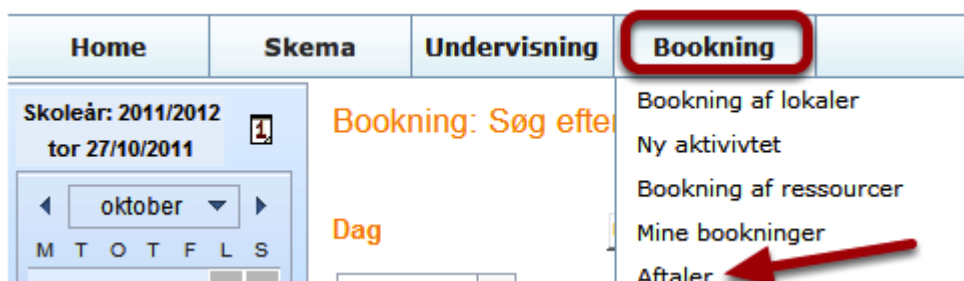 Home Skema Undervisning Bookning
Skoleår: 2011/2012
tor 27/10/2011
1
oktober
M T O T F L S
Bookning: Søg efter
Dag
Bookning af lokaler
Ny aktivivtet
Bookning af ressourcer
Mine bookninger
Aftaler